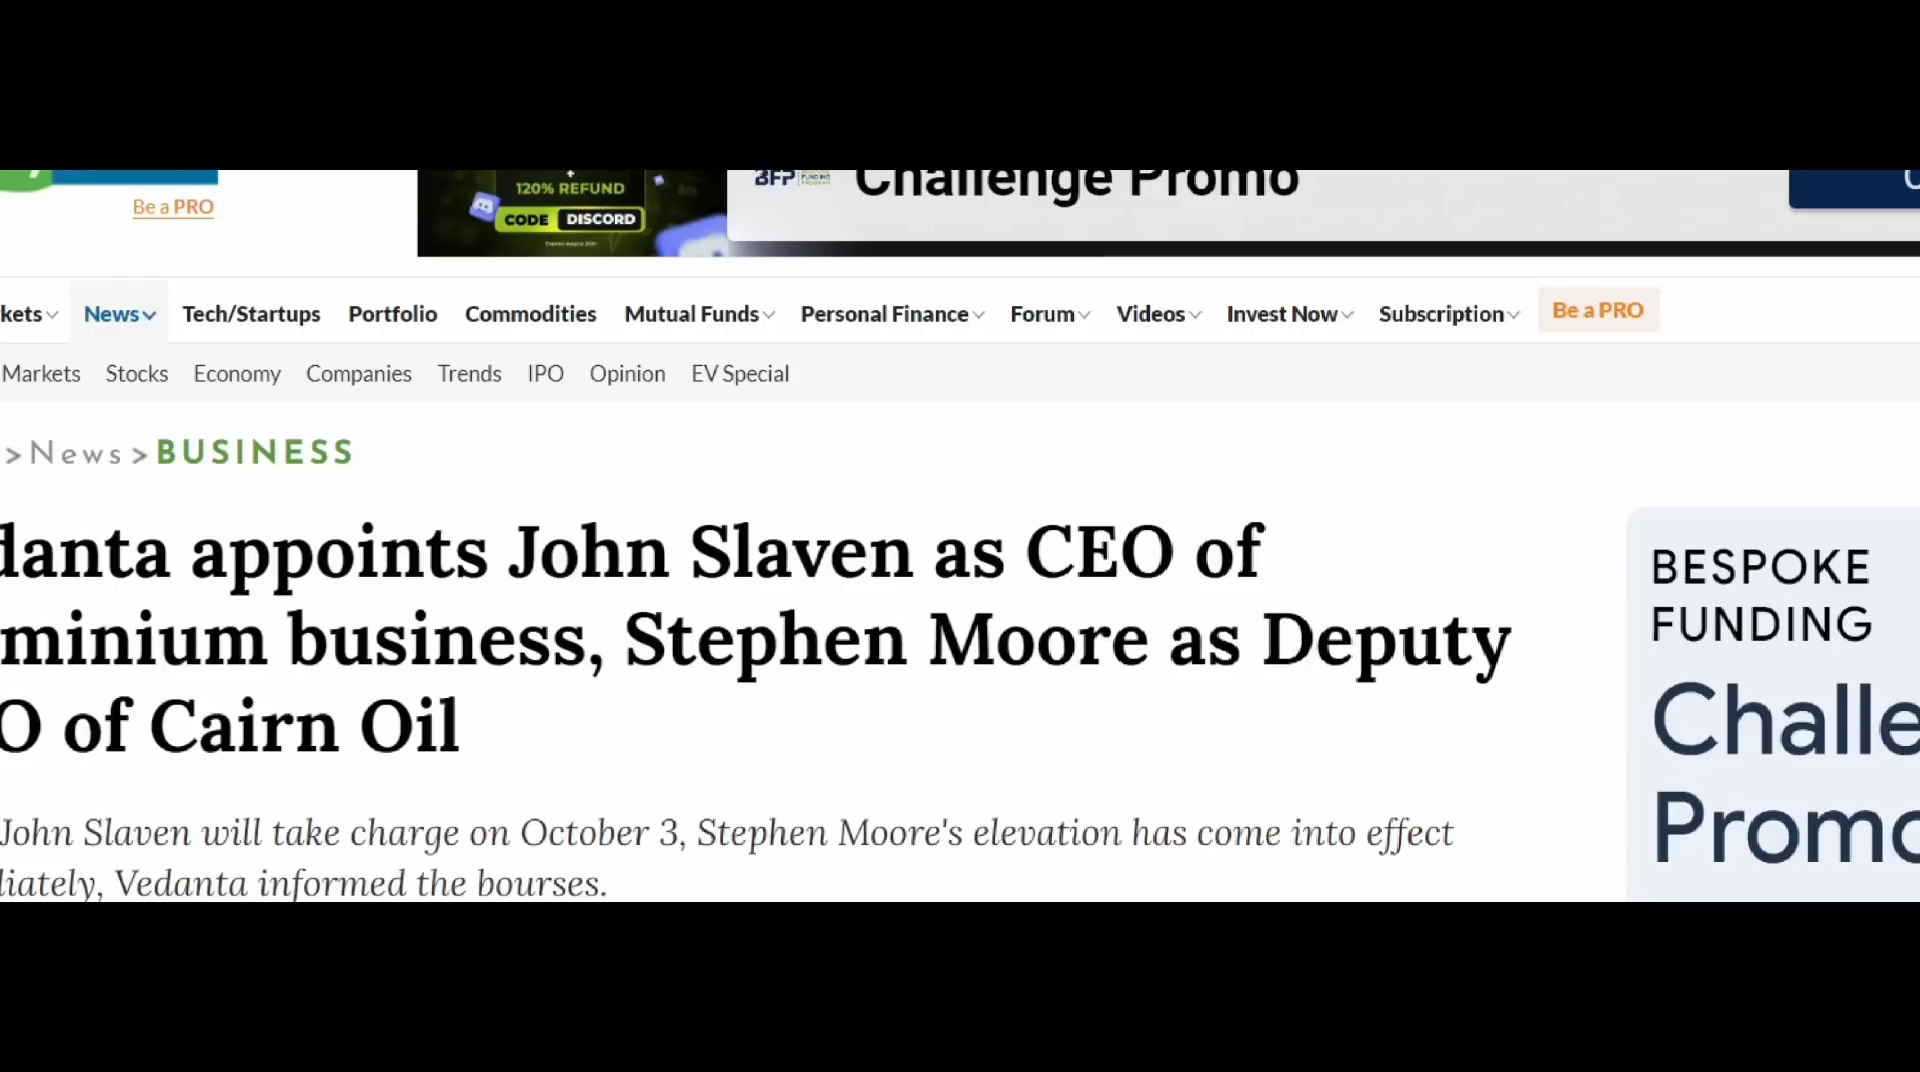 +
120% REFUND
CODE DISCORD
BFP
Challenge Promo
Be a PRO
kets News Tech/Startups Portfolio Commodities Mutual Funds Personal Finance Forum Videos Invest Now Subscription Be a PRO
Markets Stocks Economy Companies Trends IPO Opinion EV Special
> News > BUSINESS
danta appoints John Slaven as CEO of
minium business, Stephen Moore as Deputy
O of Cairn Oil
John Slaven will take charge on October 3, Stephen Moore's elevation has come into effect
liately, Vedanta informed the bourses.
BESPOKE
FUNDING
Challe
Promo